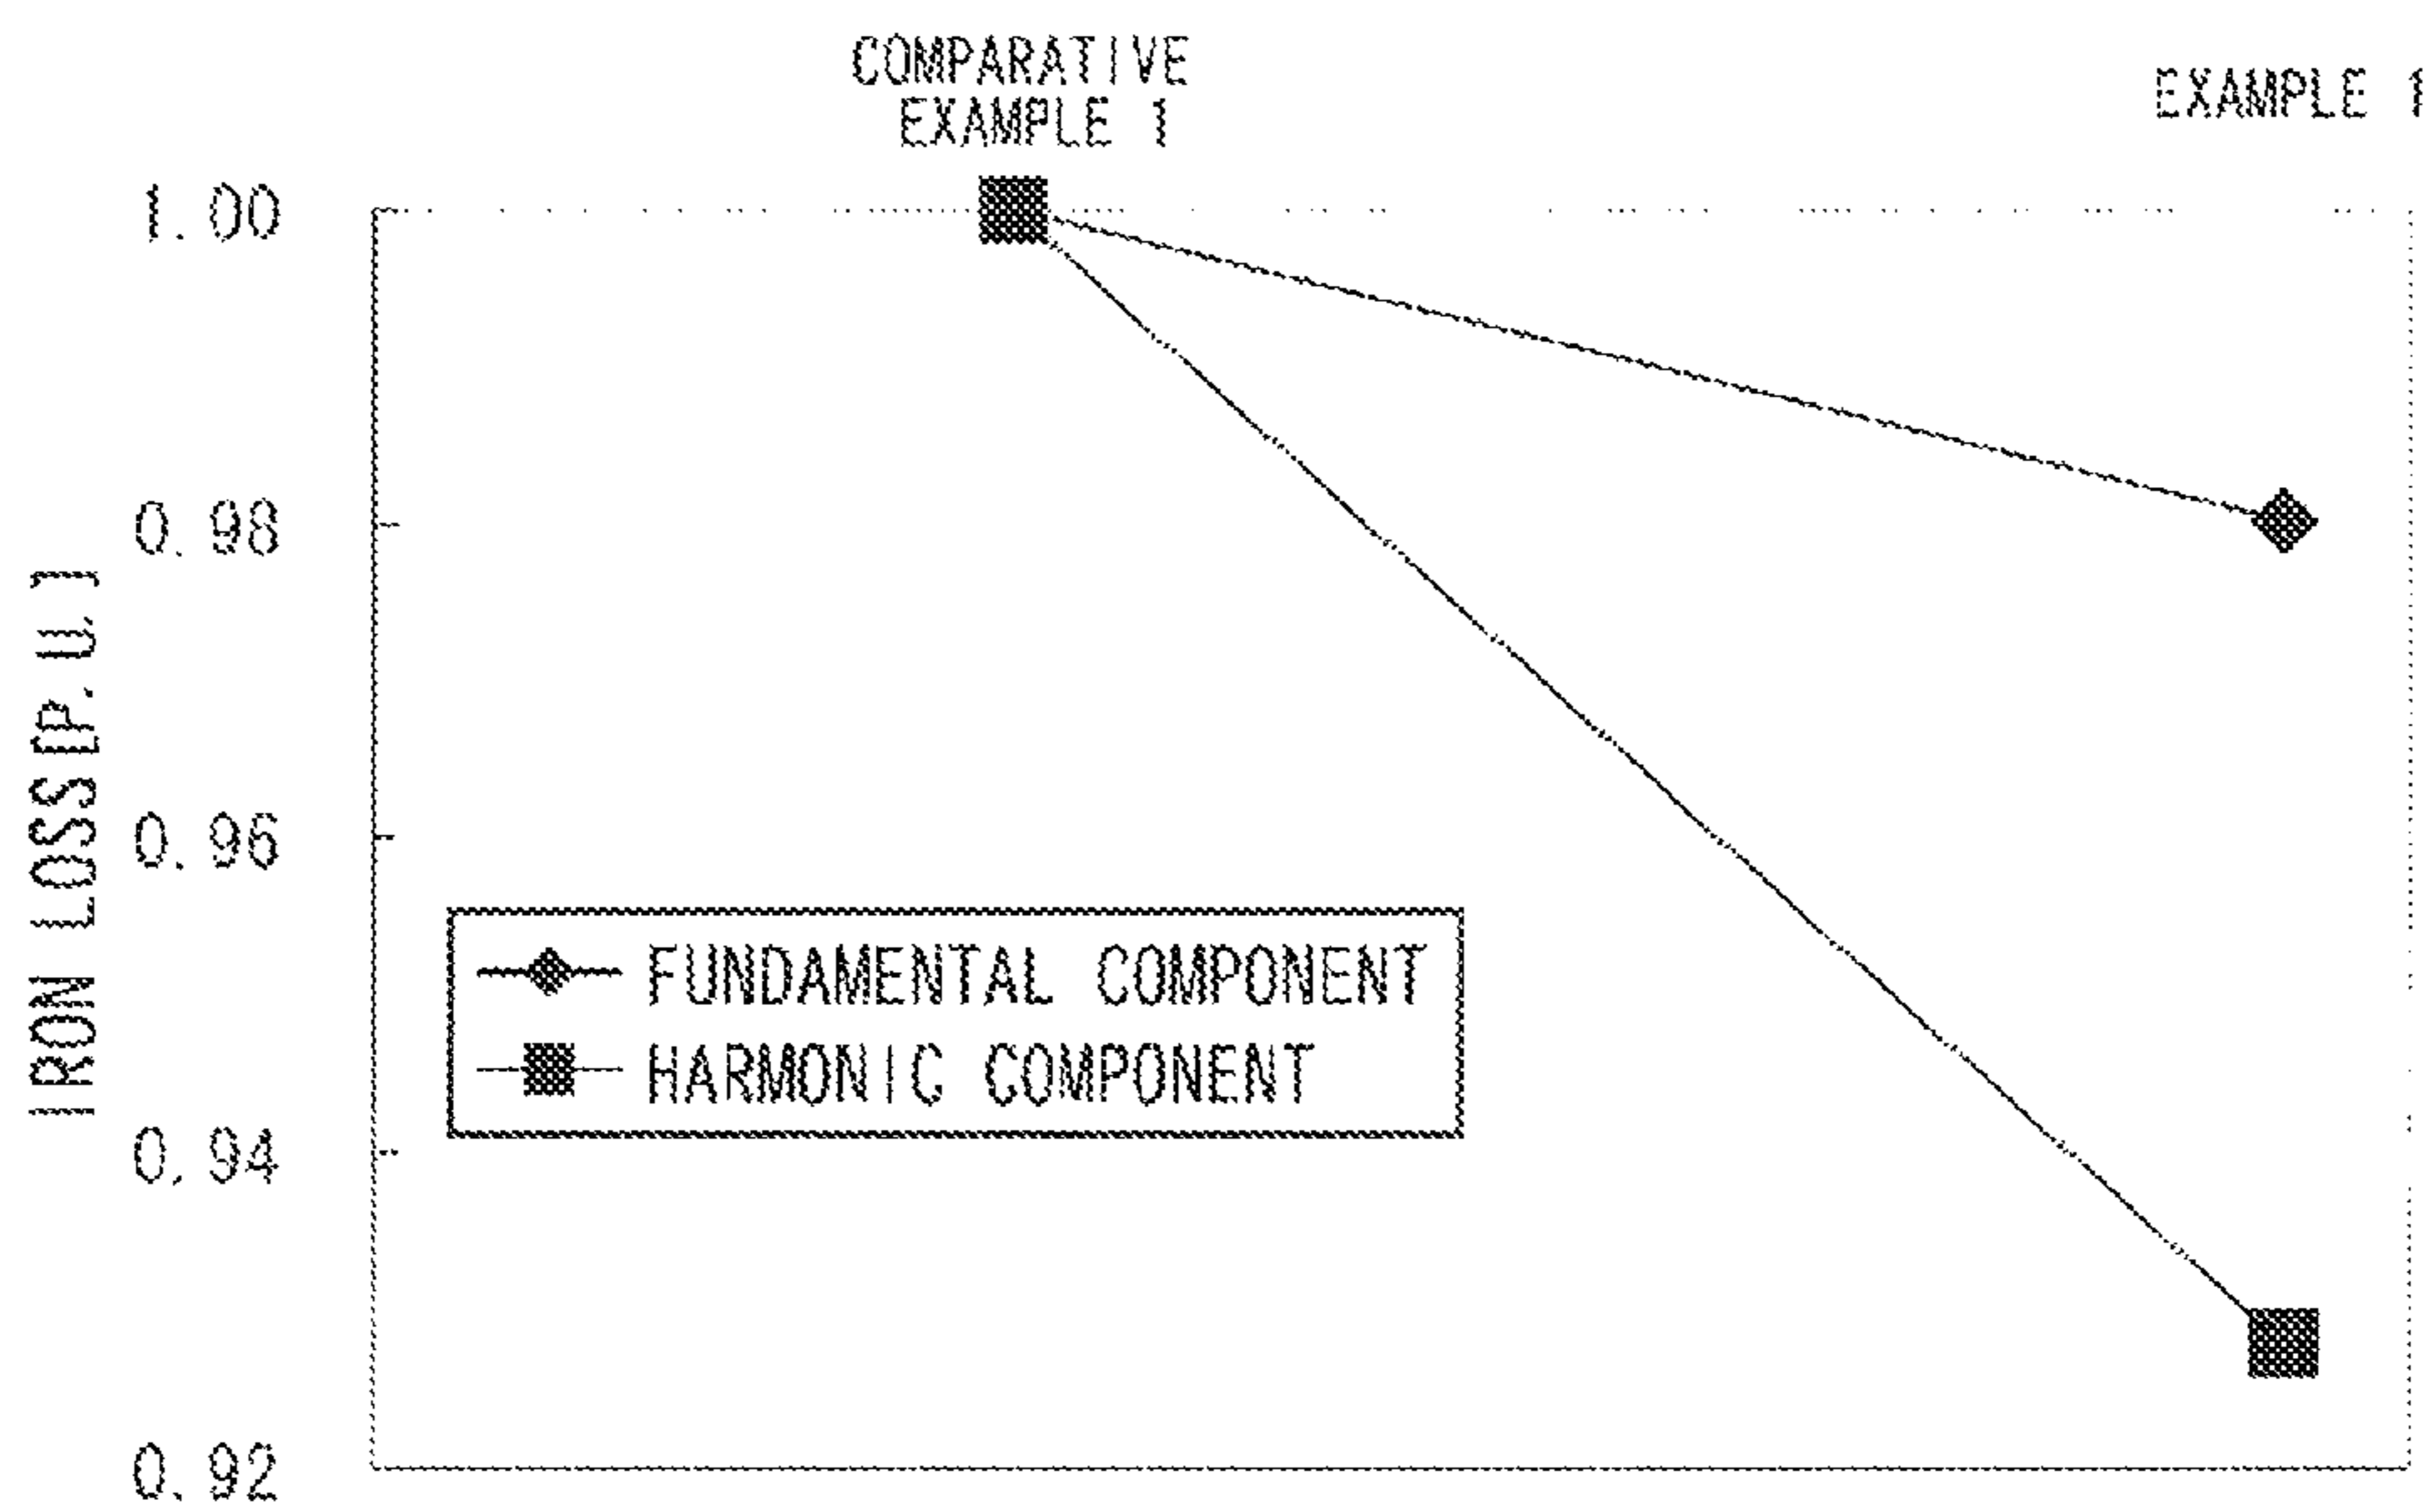 COMPARATIVE
EXAMPLE 1
EXAMPLE 1
1.00
0.98
0.96
0.94
0.92
IRON LOSS[P.U.]
FUNDAMENTAL COMPONENT
HARMONIC COMPONENT